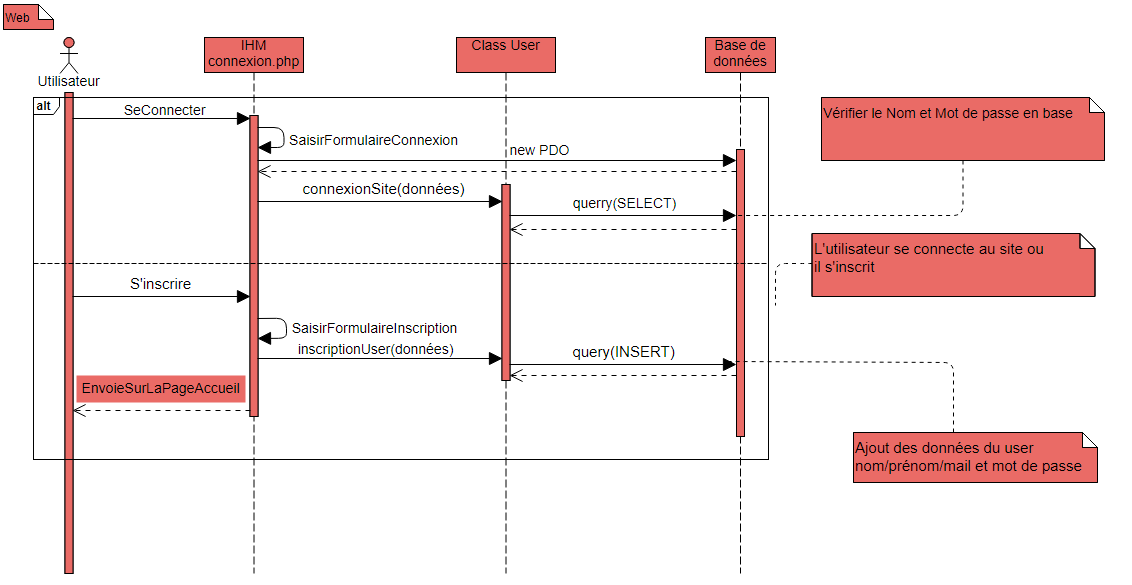 Web
Utilisateur
IHM
connexion.php
Class User
Base de
données
alt
SeConnecter
SaisirFormulaireConnexion
new PDO
connexionSite(données)
querry(SELECT)
Vérifier le Nom et Mot de passe en base
L'utilisateur se connecte au site ou
il s'inscrit
S'inscrire
SaisirFormulaireInscription
inscriptionUser(données)
query(INSERT)
EnvoieSurLaPageAccueil
Ajout des données du user
nom/prénom/mail et mot de passe